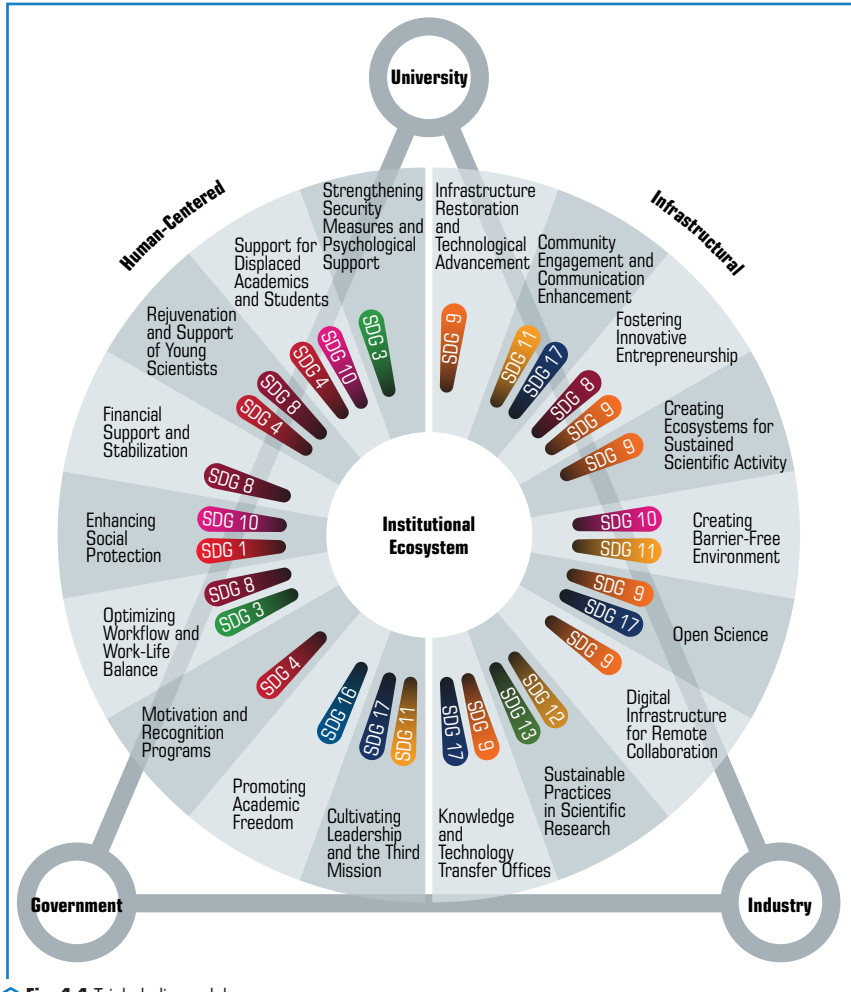 University
Human-Centered
Infrastructural
Strengthening
Security
Measures and
Psychological
Support
SDG 3
Support for
Displaced
Academics
and Students
SDG 4
SDG 10
Rejuvenation
and Support
of Young
Scientists
SDG 4
SDG 8
Financial
Support and
Stabilization
SDG 8
Enhancing
Social
Protection
SDG 10
SDG 1
Optimizing
Workflow and
Work-Life
Balance
SDG 8
SDG 3
Motivation and
Recognition
Programs
SDG 4
Promoting
Academic
Freedom
SDG 16
Cultivating
Leadership
and the Third
Mission
SDG 17
SDG 11
Infrastructure
Restoration
and
Technological
Advancement
SDG 9
Community
Engagement and
Communication
Enhancement
SDG 11
SDG 17
Fostering
Innovative
Entrepreneurship
SDG 8
SDG 9
Creating
Ecosystems for
Sustained
Scientific Activity
SDG 9
Creating
Barrier-Free
Environment
SDG 10
SDG 11
Open Science
SDG 9
SDG 17
Digital
Infrastructure
for Remote
Collaboration
SDG 9
Sustainable
Practices
in Scientific
Research
SDG 12
SDG 13
Knowledge
and
Technology
Transfer Offices
SDG 9
SDG 17
Institutional
Ecosystem
Government
Industry